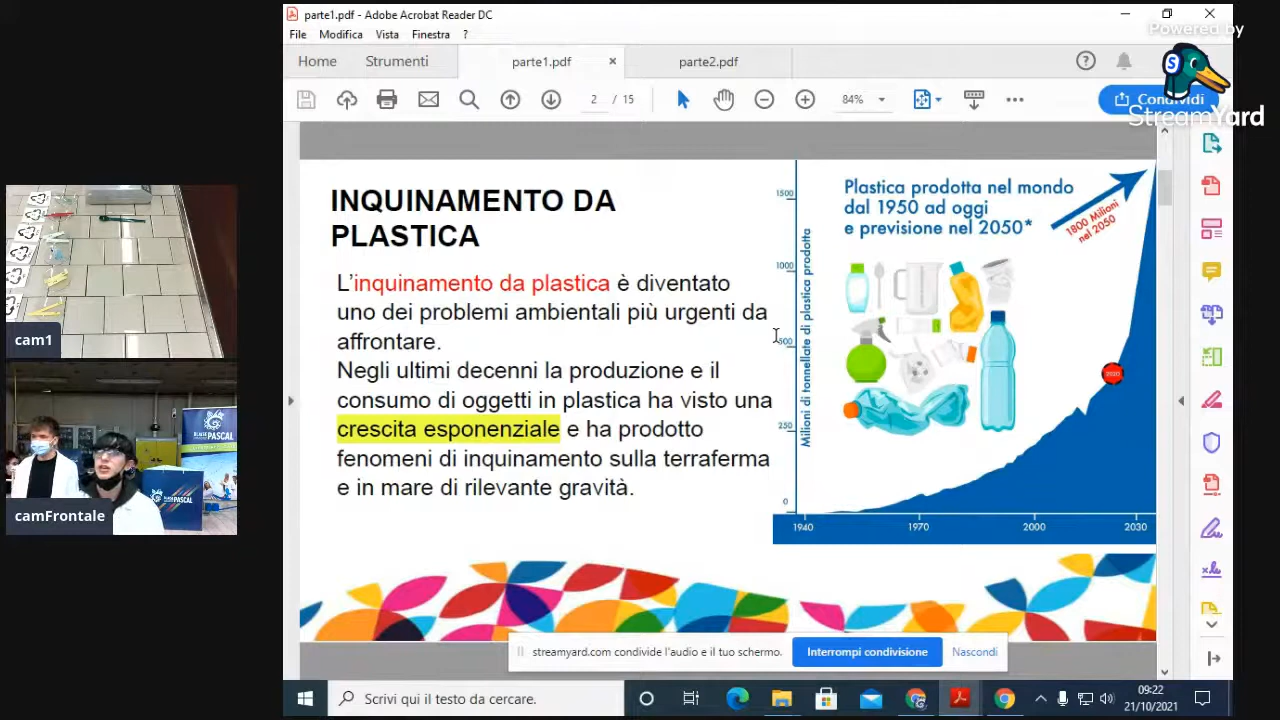 parte1.pdf - Adobe Acrobat Reader DC
Powered by
StreamYard
File Modifica Vista Finestra ?
Home Strumenti parte1.pdf × parte2.pdf
2 / 15 84% Condividi
INQUINAMENTO DA
PLASTICA
L'inquinamento da plastica è diventato
uno dei problemi ambientali più urgenti da
affrontare.
Negli ultimi decenni la produzione e il
consumo di oggetti in plastica ha visto una
crescita esponenziale e ha prodotto
fenomeni di inquinamento sulla terraferma
e in mare di rilevante gravità.
Plastica prodotta nel mondo
dal 1950 ad oggi
e previsione nel 2050*
1800 Milioni
nel 2050
Milioni di tonnellate di plastica prodotta
1500
1000
500
250
0
2020
1940 1970 2000 2030
cam1
BLAISE
PASCAL
PASCAL
camFrontale
streamyard.com condivide l'audio e il tuo schermo. Interrompi condivisione Nascondi
Scrivi qui il testo da cercare.
09:22
21/10/2021